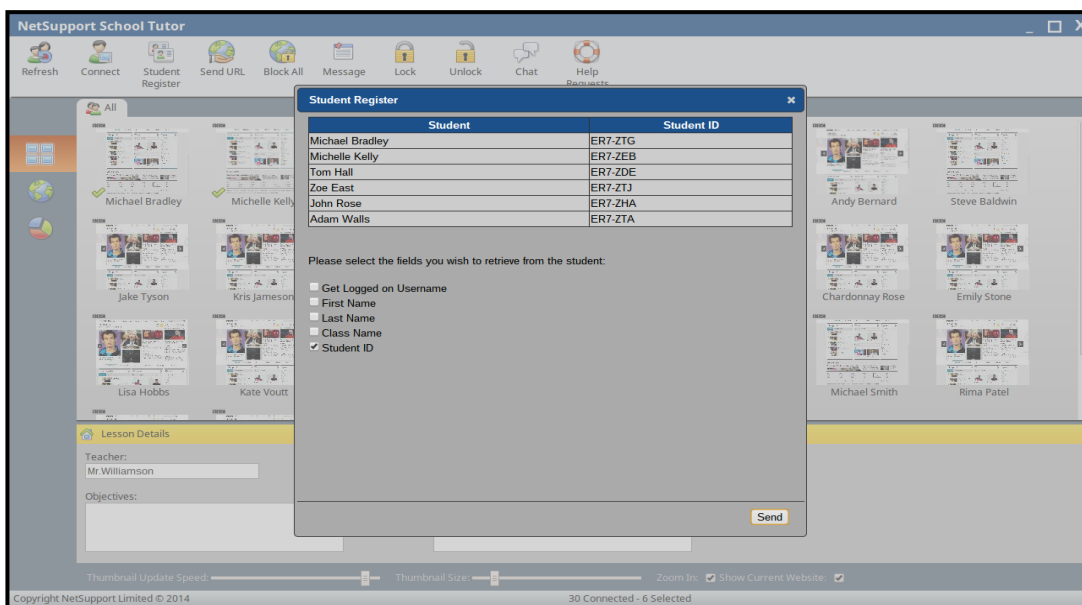 NetSupport School Tutor
Refresh
Connect
Student
Register
Send URL
Block All
Message
Lock
Unlock
Chat
Help
Requests
All
Student Register
Student Student ID
Michael Bradley ER7-ZTG
Michelle Kelly ER7-ZEB
Tom Hall ER7-ZDE
Zoe East ER7-ZTJ
John Rose ER7-ZHA
Adam Walls ER7-ZTA
Please select the fields you wish to retrieve from the student:
Get Logged on Username
First Name
Last Name
Class Name
Student ID
Send
Michael Bradley
Michelle Kelly
Andy Bernard
Steve Baldwin
Jake Tyson
Kris Jameson
Chardonnay Rose
Emily Stone
Lisa Hobbs
Kate Voutt
Michael Smith
Rima Patel
Lesson Details
Teacher:
Mr.Williamson
Objectives:
Thumbnail Update Speed:
Thumbnail Size:
Zoom In:
Show Current Website:
Copyright NetSupport Limited © 2014
30 Connected - 6 Selected